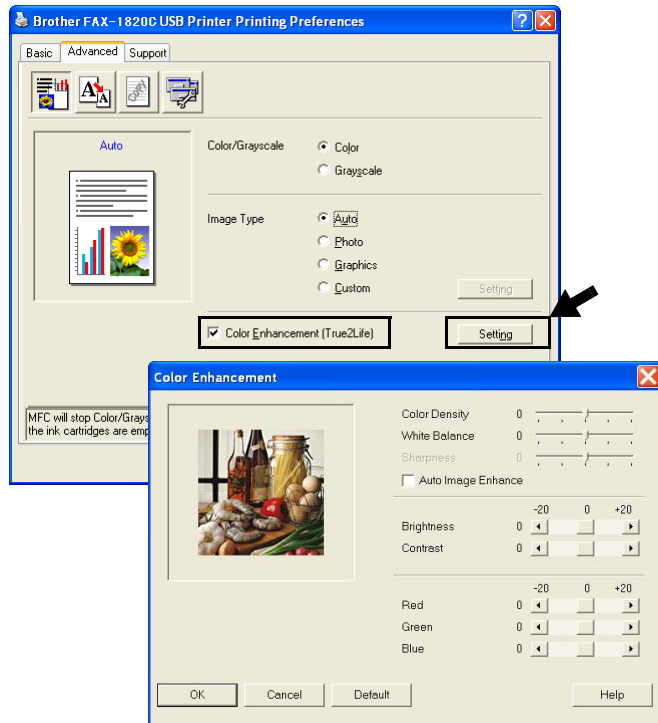 Brother FAX-1820C USB Printer Printing Preferences
Basic Advanced Support
Auto
Color/Grayscale
Color
Grayscale
Image Type
Auto
Photo
Graphics
Custom
Setting
Color Enhancement (True2Life)
Setting
MFC will stop Color/Grays
the ink cartridges are emp
Color Enhancement
Color Density 0
White Balance 0
Sharpness 0
Auto Image Enhance
-20 0 +20
Brightness 0
Contrast 0
-20 0 +20
Red 0
Green 0
Blue 0
OK Cancel Default Help